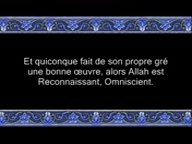 Et quiconque fait de son propre gré
une bonne œuvre, alors Allah est
Reconnaissant, Omniscient.